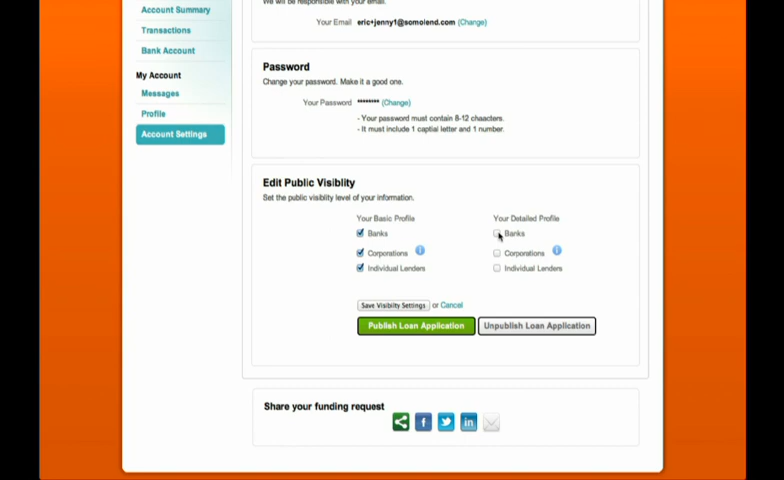 We will be responsible with your email.
Account Summary
Your Email eric+jenny1@somolend.com (Change)
Transactions
Bank Account
Password
My Account
Change your password. Make it a good one.
Messages
Your Password ******** (Change)
Profile
- Your password must contain 8-12 chaacters.
Account Settings
- It must include 1 captial letter and 1 number.
Edit Public Visiblity
Set the public visiblity level of your information.
Your Basic Profile Your Detailed Profile
Banks Banks
Corporations i Corporations i
Individual Lenders Individual Lenders
Save Visibilty Settings or Cancel
Publish Loan Application Unpublish Loan Application
Share your funding request
f in